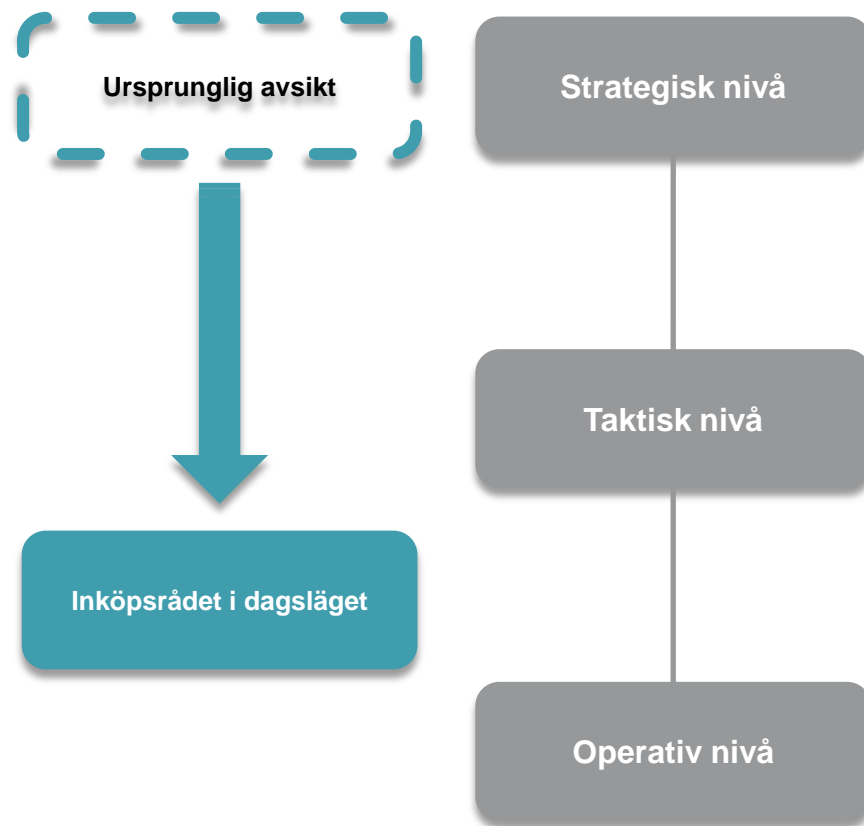 Ursprunglig avsikt
Strategisk nivå
Taktisk nivå
Inköpsrådet i dagsläget
Operativ nivå